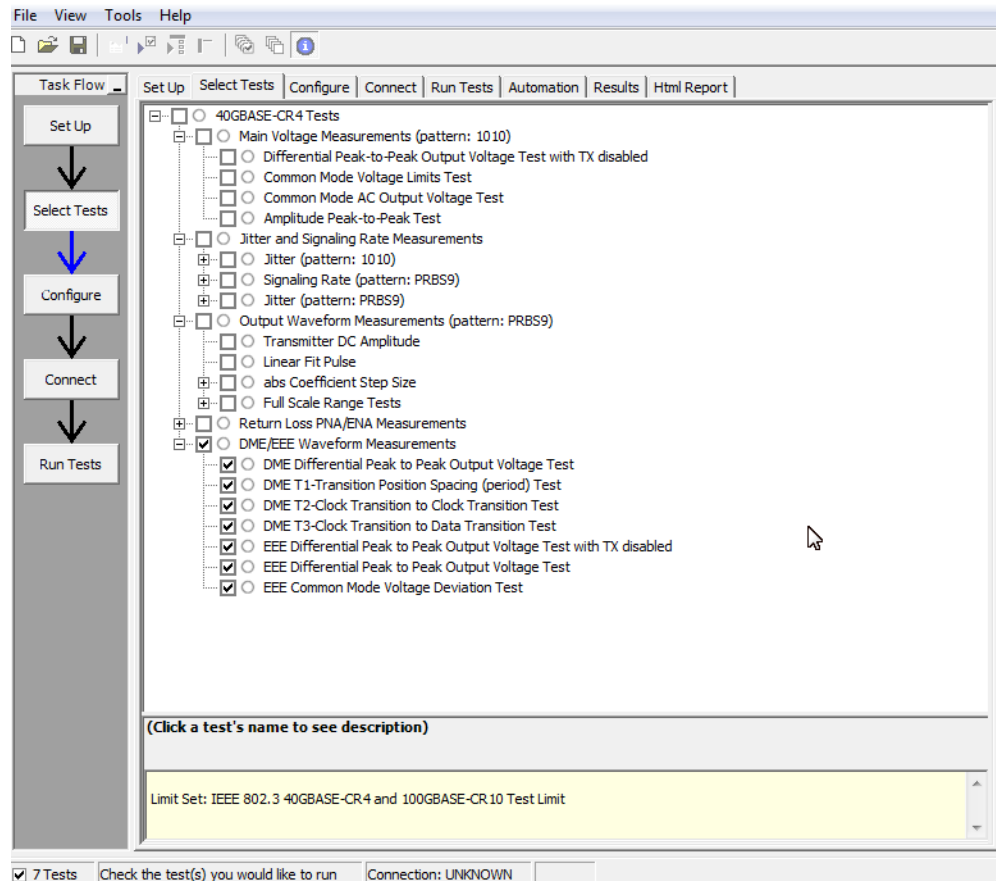 File View Tools Help
Task Flow
Set Up
Select Tests
Configure
Connect
Run Tests
Set Up Select Tests Configure Connect Run Tests Automation Results Html Report
40GBASE-CR4 Tests
Main Voltage Measurements (pattern: 1010)
Differential Peak-to-Peak Output Voltage Test with TX disabled
Common Mode Voltage Limits Test
Common Mode AC Output Voltage Test
Amplitude Peak-to-Peak Test
Jitter and Signaling Rate Measurements
Jitter (pattern: 1010)
Signaling Rate (pattern: PRBS9)
Jitter (pattern: PRBS9)
Output Waveform Measurements (pattern: PRBS9)
Transmitter DC Amplitude
Linear Fit Pulse
abs Coefficient Step Size
Full Scale Range Tests
Return Loss PNA/ENA Measurements
DME/EEE Waveform Measurements
DME Differential Peak to Peak Output Voltage Test
DME T1-Transition Position Spacing (period) Test
DME T2-Clock Transition to Clock Transition Test
DME T3-Clock Transition to Data Transition Test
EEE Differential Peak to Peak Output Voltage Test with TX disabled
EEE Differential Peak to Peak Output Voltage Test
EEE Common Mode Voltage Deviation Test
(Click a test's name to see description)
Limit Set: IEEE 802.3 40GBASE-CR4 and 100GBASE-CR10 Test Limit
7 Tests Check the test(s) you would like to run Connection: UNKNOWN